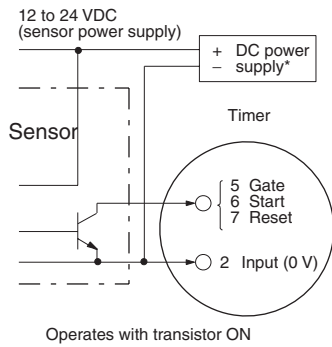 12 to 24 VDC
(sensor power supply)
+ DC power
− supply*
Sensor
Timer
5 Gate
6 Start
7 Reset
2 Input (0 V)
Operates with transistor ON